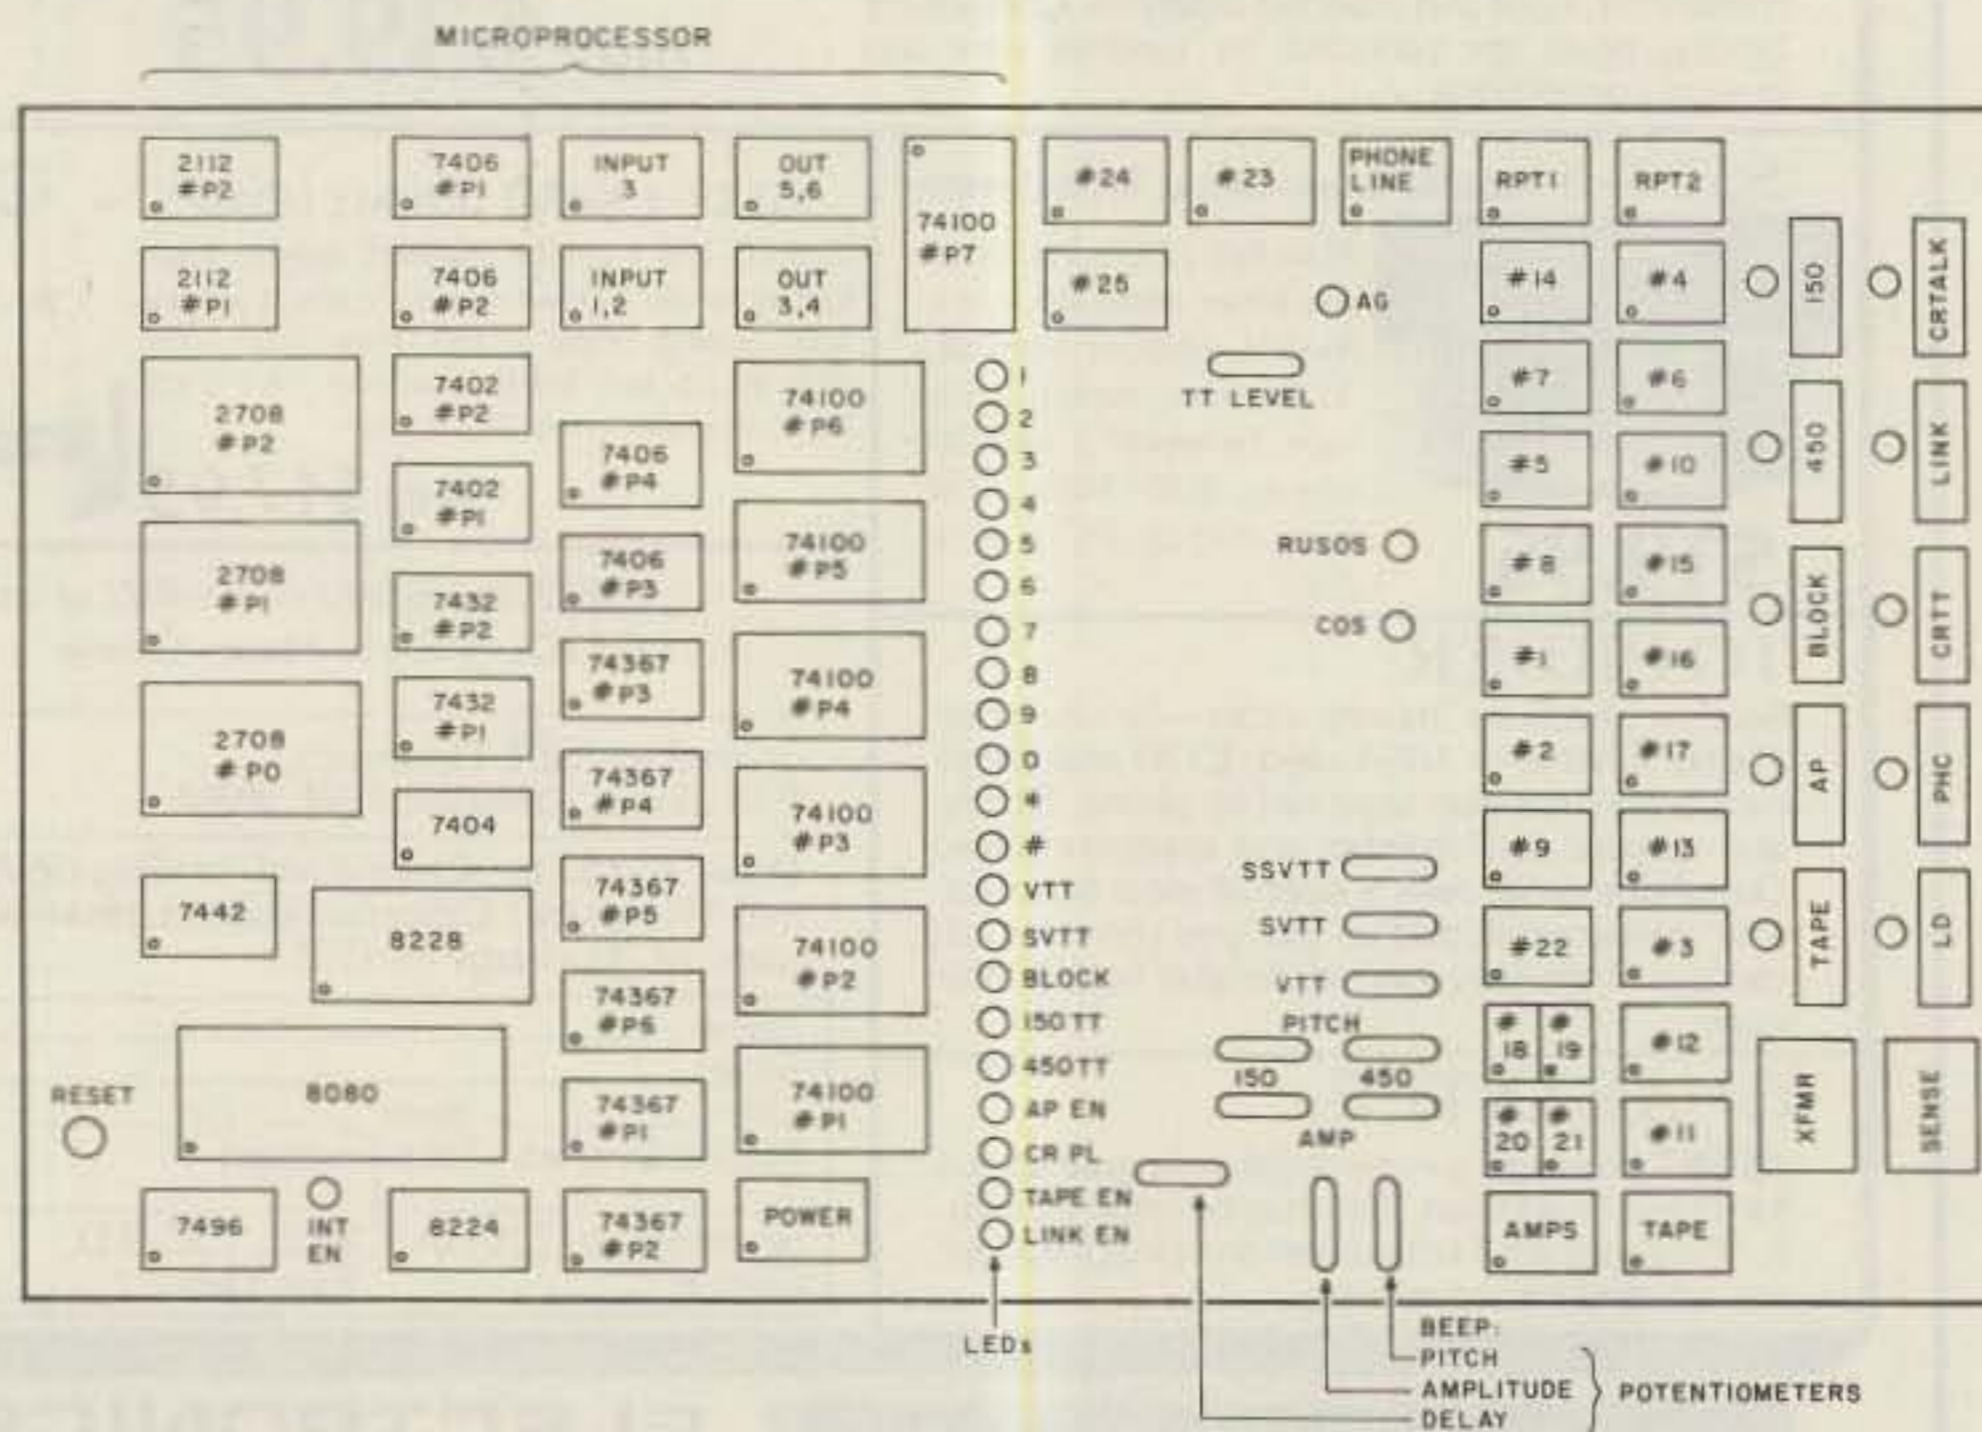 MICROPROCESSOR
2112
#P2
7406
#P1
INPUT
3
OUT
5,6
74100
#P7
#24
#23
PHONE
LINE
RPT1
RPT2
2112
#P1
7406
#P2
INPUT
1,2
OUT
3,4
#25
AG
#14
#4
150
CRTALK
TT LEVEL
2708
#P2
7402
#P2
7406
#P4
74100
#P6
#7
#6
7402
#P1
#5
#10
450
LINK
2708
#P1
7432
#P2
7406
#P3
74100
#P5
RUSOS
#8
#15
COS
BLOCK
CRTT
2708
#P0
7432
#P1
74367
#P3
74100
#P4
#1
#16
7404
74367
#P4
74100
#P3
#2
#17
AP
PHC
#9
#13
7442
8228
74367
#P5
74100
#P2
#22
#3
TAPE
LD
74367
#P6
8080
RESET
74367
#P1
74100
#P1
7496
INT
EN
8224
74367
#P2
POWER
1
2
3
4
5
6
7
8
9
0
*
#
VTT
SVTT
BLOCK
150 TT
450TT
AP EN
CR PL
TAPE EN
LINK EN
SSVTT
SVTT
VTT
PITCH
150 450
AMP
# 18
# 19
#12
# 20
# 21
#11
XFMR
SENSE
AMPS
TAPE
LEDs
BEEP:
PITCH
AMPLITUDE
DELAY
POTENTIOMETERS